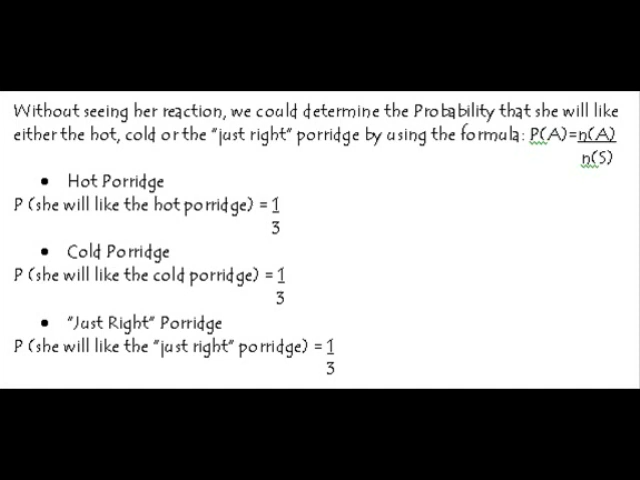 Without seeing her reaction, we could determine the Probability that she will like
either the hot, cold or the "just right" porridge by using the formula: P(A)=n(A)
n(S)
• Hot Porridge
P (she will like the hot porridge) = 1
3
• Cold Porridge
P (she will like the cold porridge) = 1
3
• "Just Right" Porridge
P (she will like the "just right" porridge) = 1
3